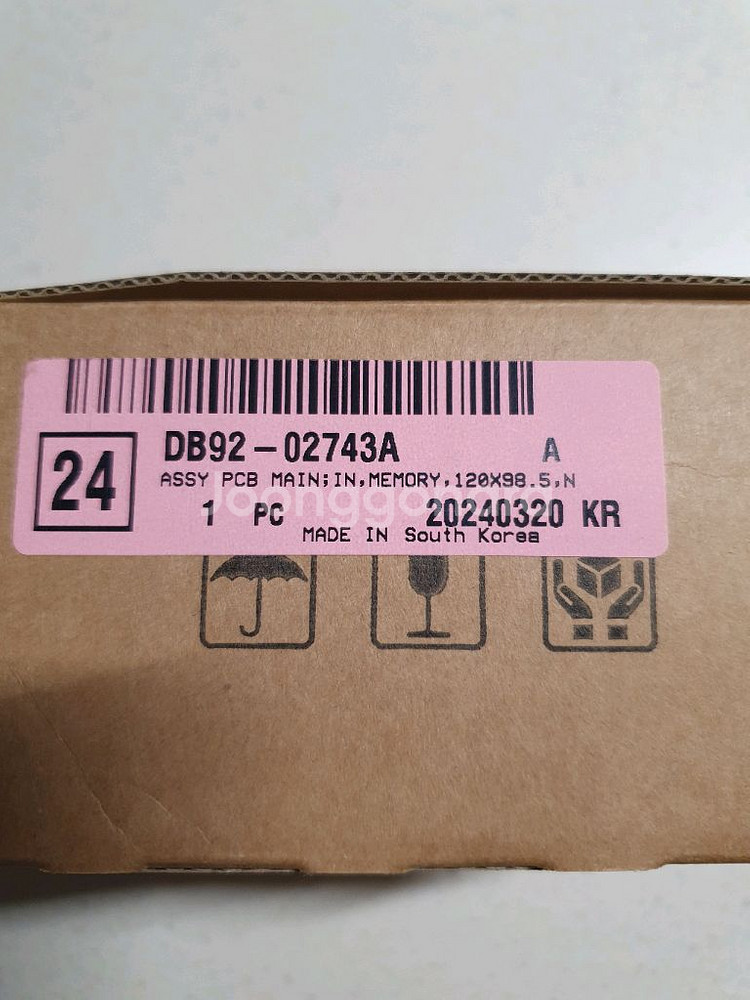 DB92-02743A A
24
ASSY PCB MAIN;IN,MEMORY,120X98.5,N
1 PC 20240320 KR
MADE IN South Korea